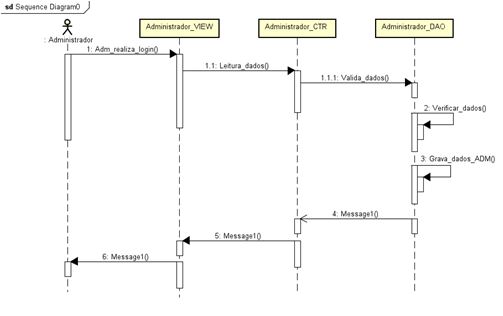 sd Sequence Diagram0
Administrador_VIEW
Administrador_CTR
Administrador_DAO
: Administrador
1: Adm_realiza_login()
1.1: Leitura_dados()
1.1.1: Valida_dados()
2: Verificar_dados()
3: Grava_dados_ADM()
4: Message1()
5: Message1()
6: Message1()